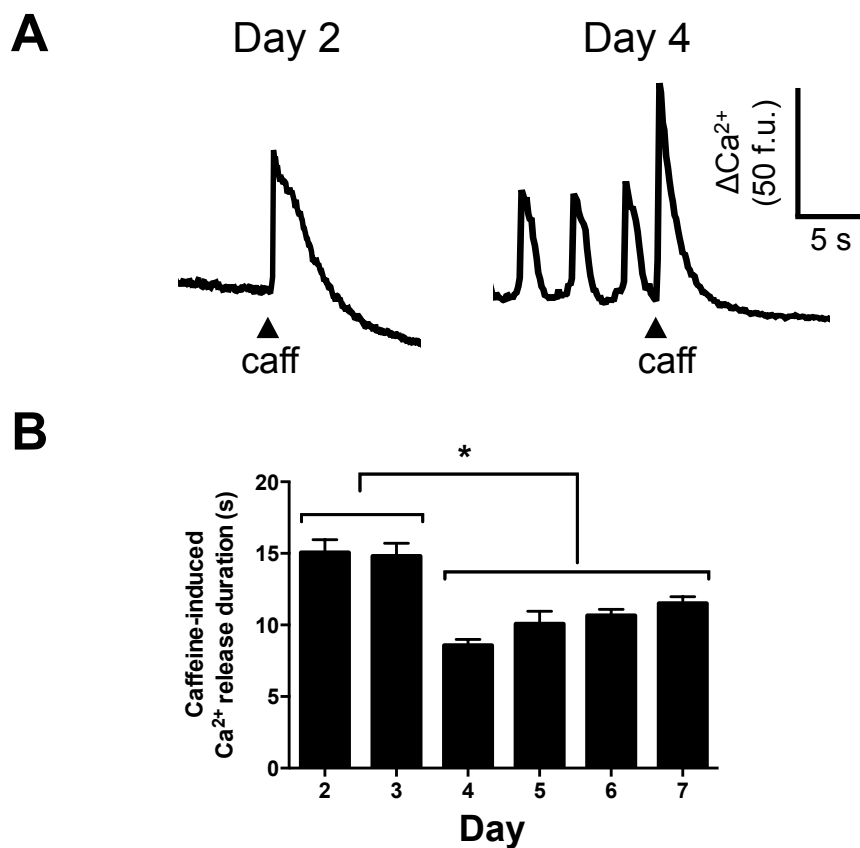 A
Day 2
Day 4
ΔCa²⁺
(50 f.u.)
5 s
caff
caff
B
*
Caffeine-induced
Ca²⁺ release duration (s)
20
15
10
5
0
2 3 4 5 6 7
Day